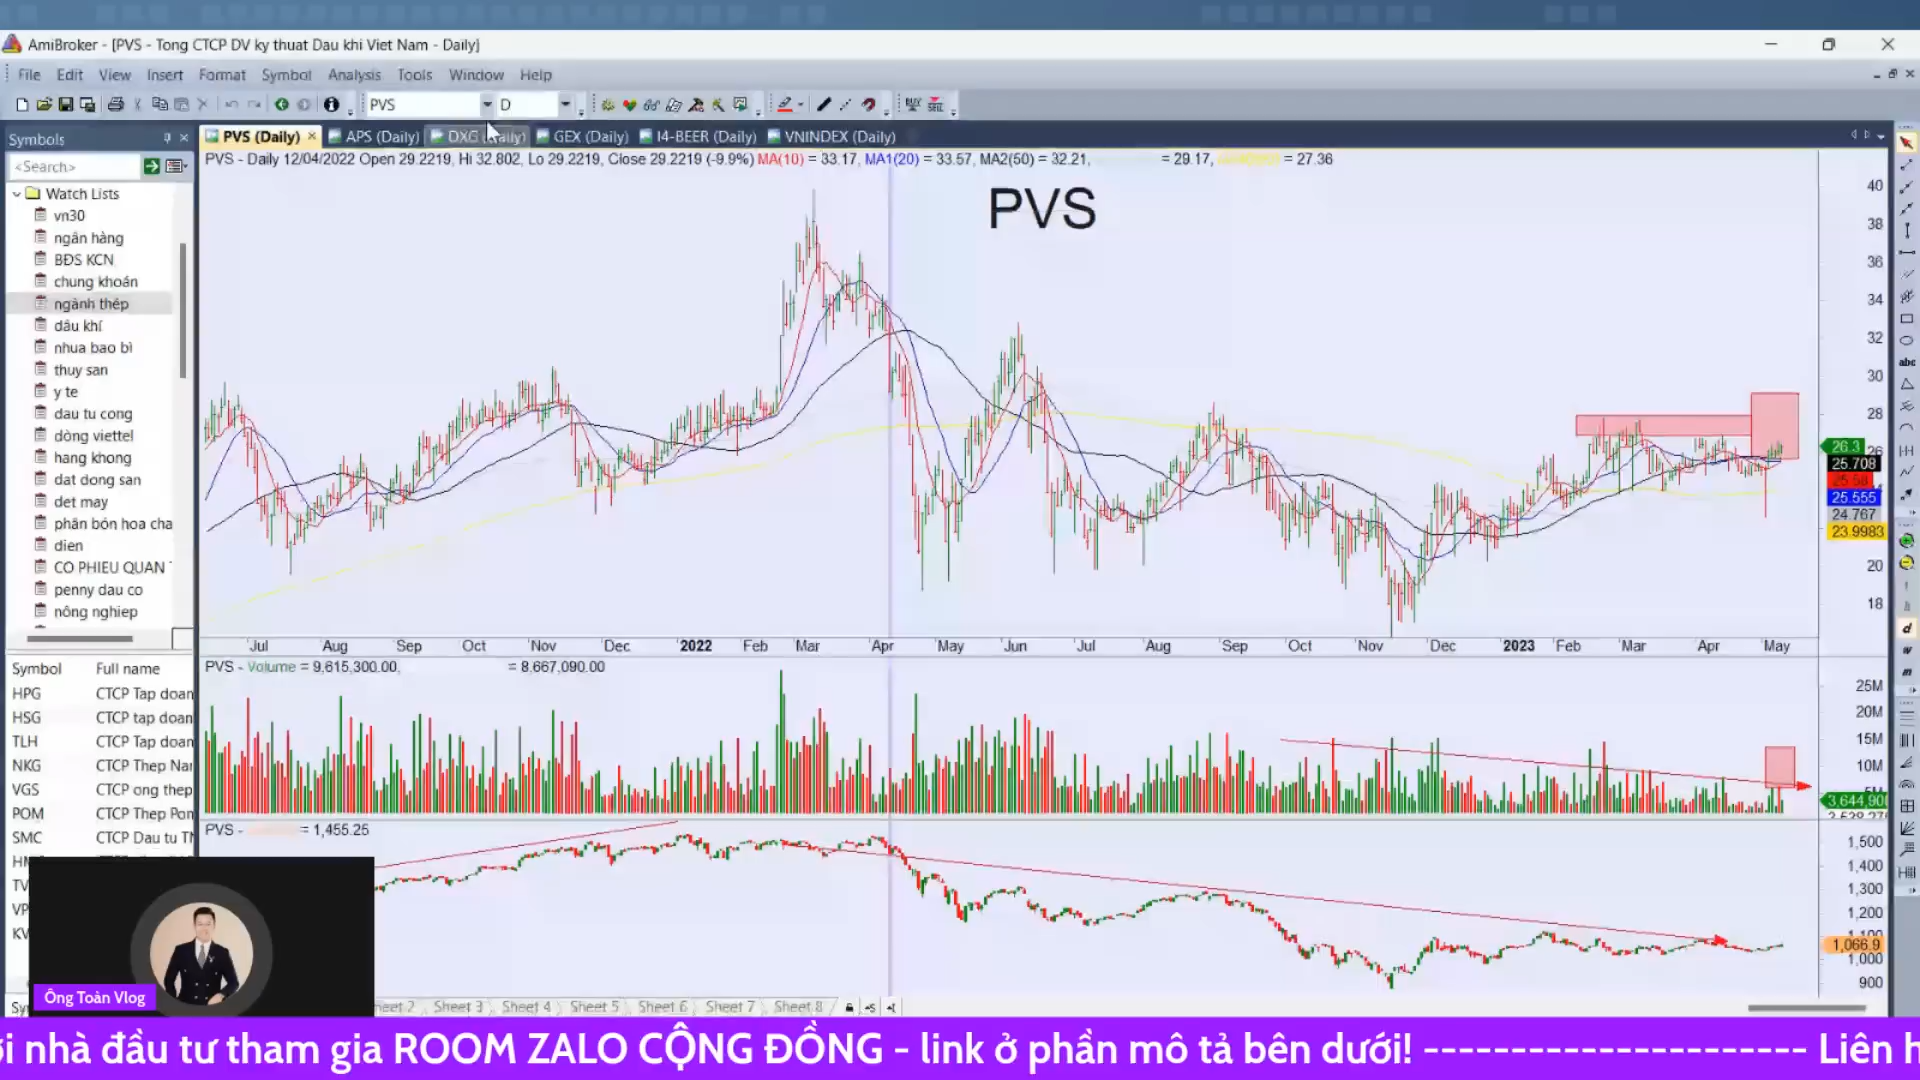 AmiBroker - [PVS - Tong CTCP DV ky thuat Dau khi Viet Nam - Daily]
File Edit View Insert Format Symbol Analysis Tools Window Help
PVS D
Symbols
<Search>
Watch Lists
vn30
ngân hàng
BĐS KCN
chung khoán
ngành thép
dầu khí
nhua bao bì
thuy san
y te
dau tu cong
dòng viettel
hang khong
dat dong san
det may
phân bón hoa cha
dien
CO PHIEU QUAN
penny dau co
nông nghiep
Symbol Full name
HPG CTCP Tap doan
HSG CTCP tap doan
TLH CTCP Tap doan
NKG CTCP Thep Nar
VGS CTCP ong thep
POM CTCP Thep Pon
SMC CTCP Dau tu TN
PVS (Daily) APS (Daily) DXG (Daily) GEX (Daily) I4-BEER (Daily) VNINDEX (Daily)
PVS - Daily 12/04/2022 Open 29.2219, Hi 32.802, Lo 29.2219, Close 29.2219 (-9.9%) MA(10) = 33.17, MA1(20) = 33.57, MA2(50) = 32.21, = 29.17, = 27.36
PVS
40
38
36
34
32
30
28
26
26.3
25.708
25.555
24.767
23.9983
20
18
Jul Aug Sep Oct Nov Dec 2022 Feb Mar Apr May Jun Jul Aug Sep Oct Nov Dec 2023 Feb Mar Apr May
PVS - Volume = 9,615,300.00, = 8,667,090.00
25M
20M
15M
10M
5M
3,644,900
PVS - = 1,455.25
1,500
1,400
1,300
1,200
1,100
1,066.9
1,000
900
Sheet 3 Sheet 4 Sheet 5 Sheet 6 Sheet 7 Sheet 8
Ông Toàn Vlog
nhà đầu tư tham gia ROOM ZALO CỘNG ĐỒNG - link ở phần mô tả bên dưới! ---------------------- Liên h